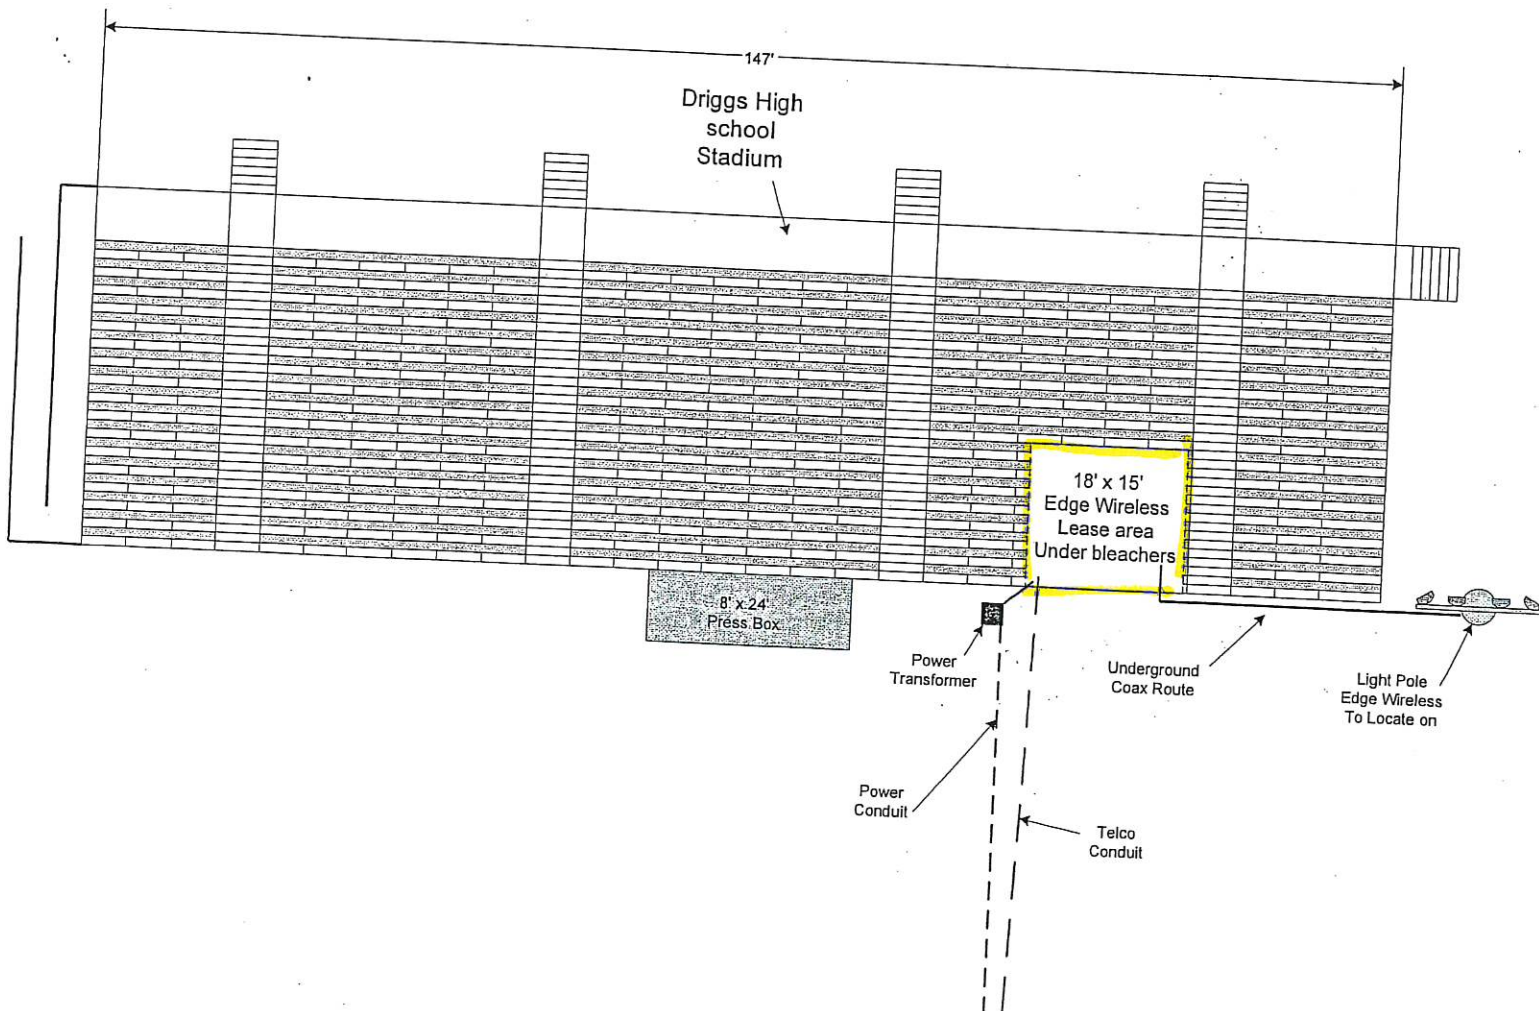 147'
Driggs High
school
Stadium
18' x 15'
Edge Wireless
Lease area
Under bleachers
8' x 24'
Press Box
Power
Transformer
Underground
Coax Route
Light Pole
Edge Wireless
To Locate on
Power
Conduit
Telco
Conduit